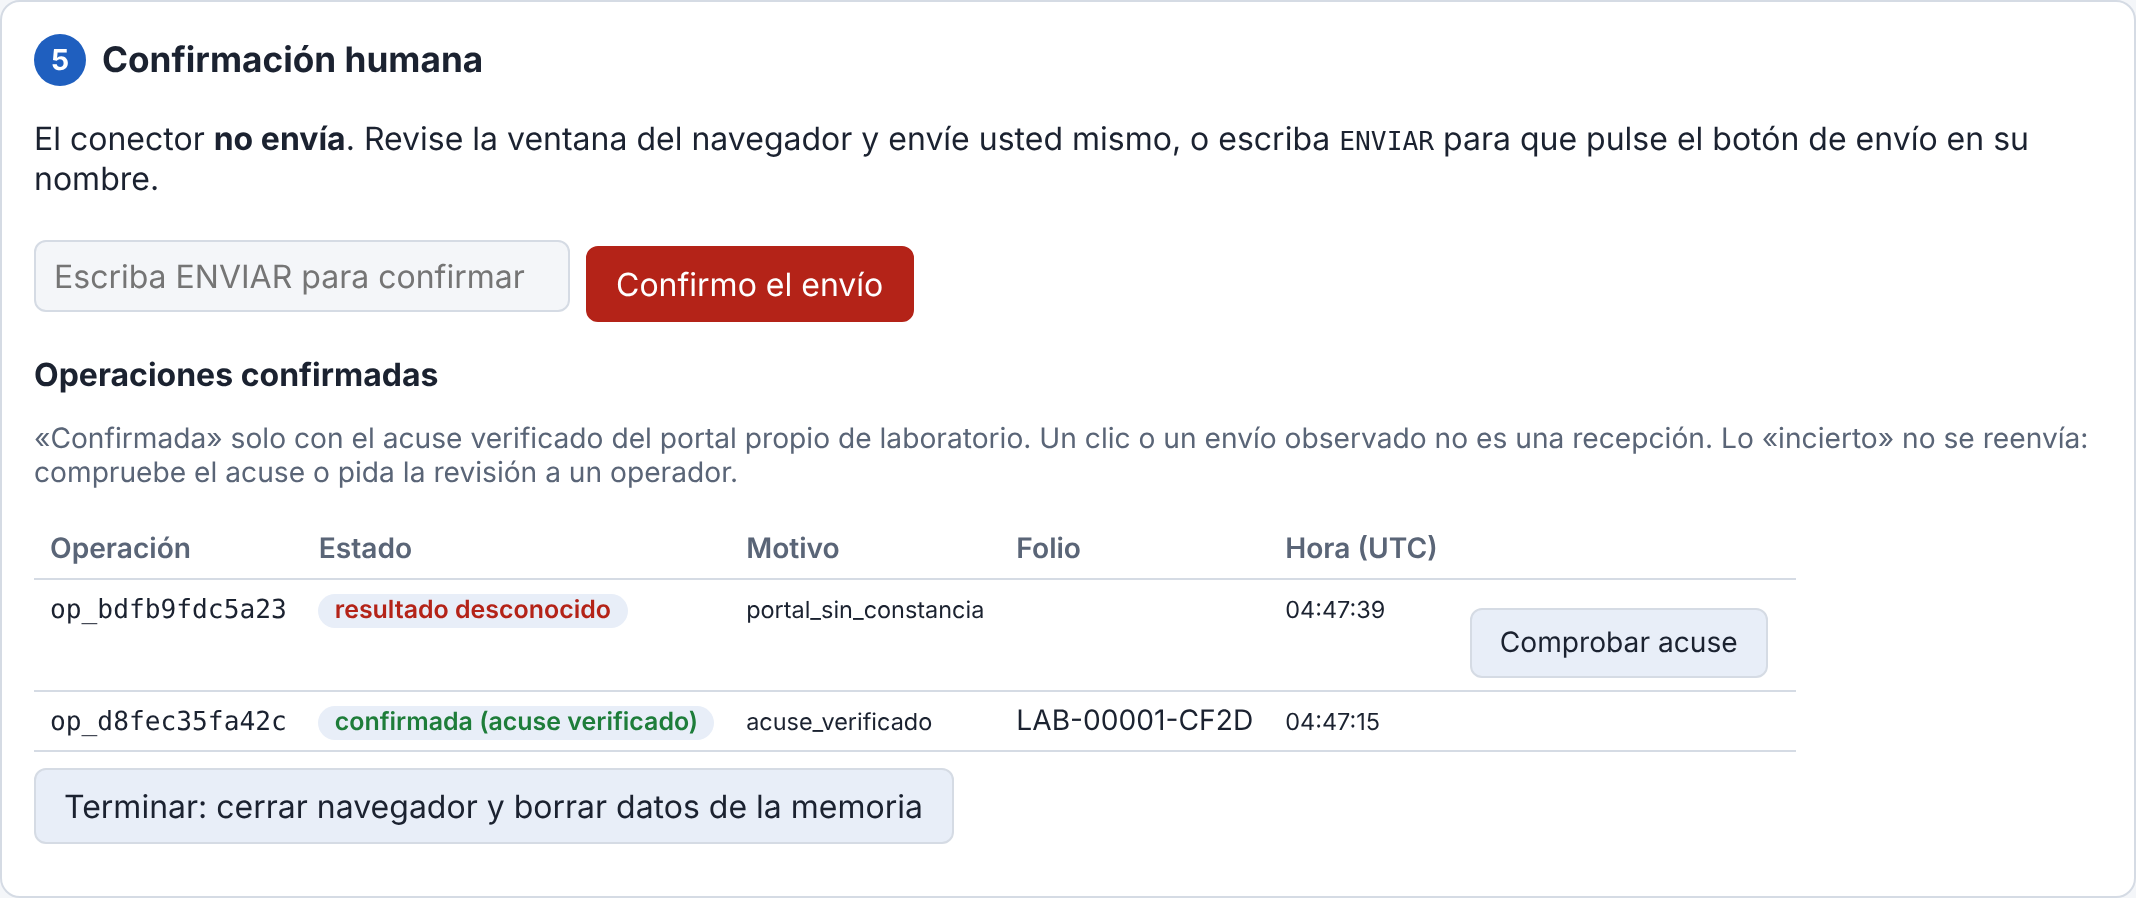 5 Confirmación humana
El conector no envía. Revise la ventana del navegador y envíe usted mismo, o escriba ENVIAR para que pulse el botón de envío en su
nombre.
Escriba ENVIAR para confirmar Confirmo el envío
Operaciones confirmadas
«Confirmada» solo con el acuse verificado del portal propio de laboratorio. Un clic o un envío observado no es una recepción. Lo «incierto» no se reenvía:
compruebe el acuse o pida la revisión a un operador.
Operación Estado Motivo Folio Hora (UTC)
op_bdfb9fdc5a23 resultado desconocido portal_sin_constancia 04:47:39 Comprobar acuse
op_d8fec35fa42c confirmada (acuse verificado) acuse_verificado LAB-00001-CF2D 04:47:15
Terminar: cerrar navegador y borrar datos de la memoria